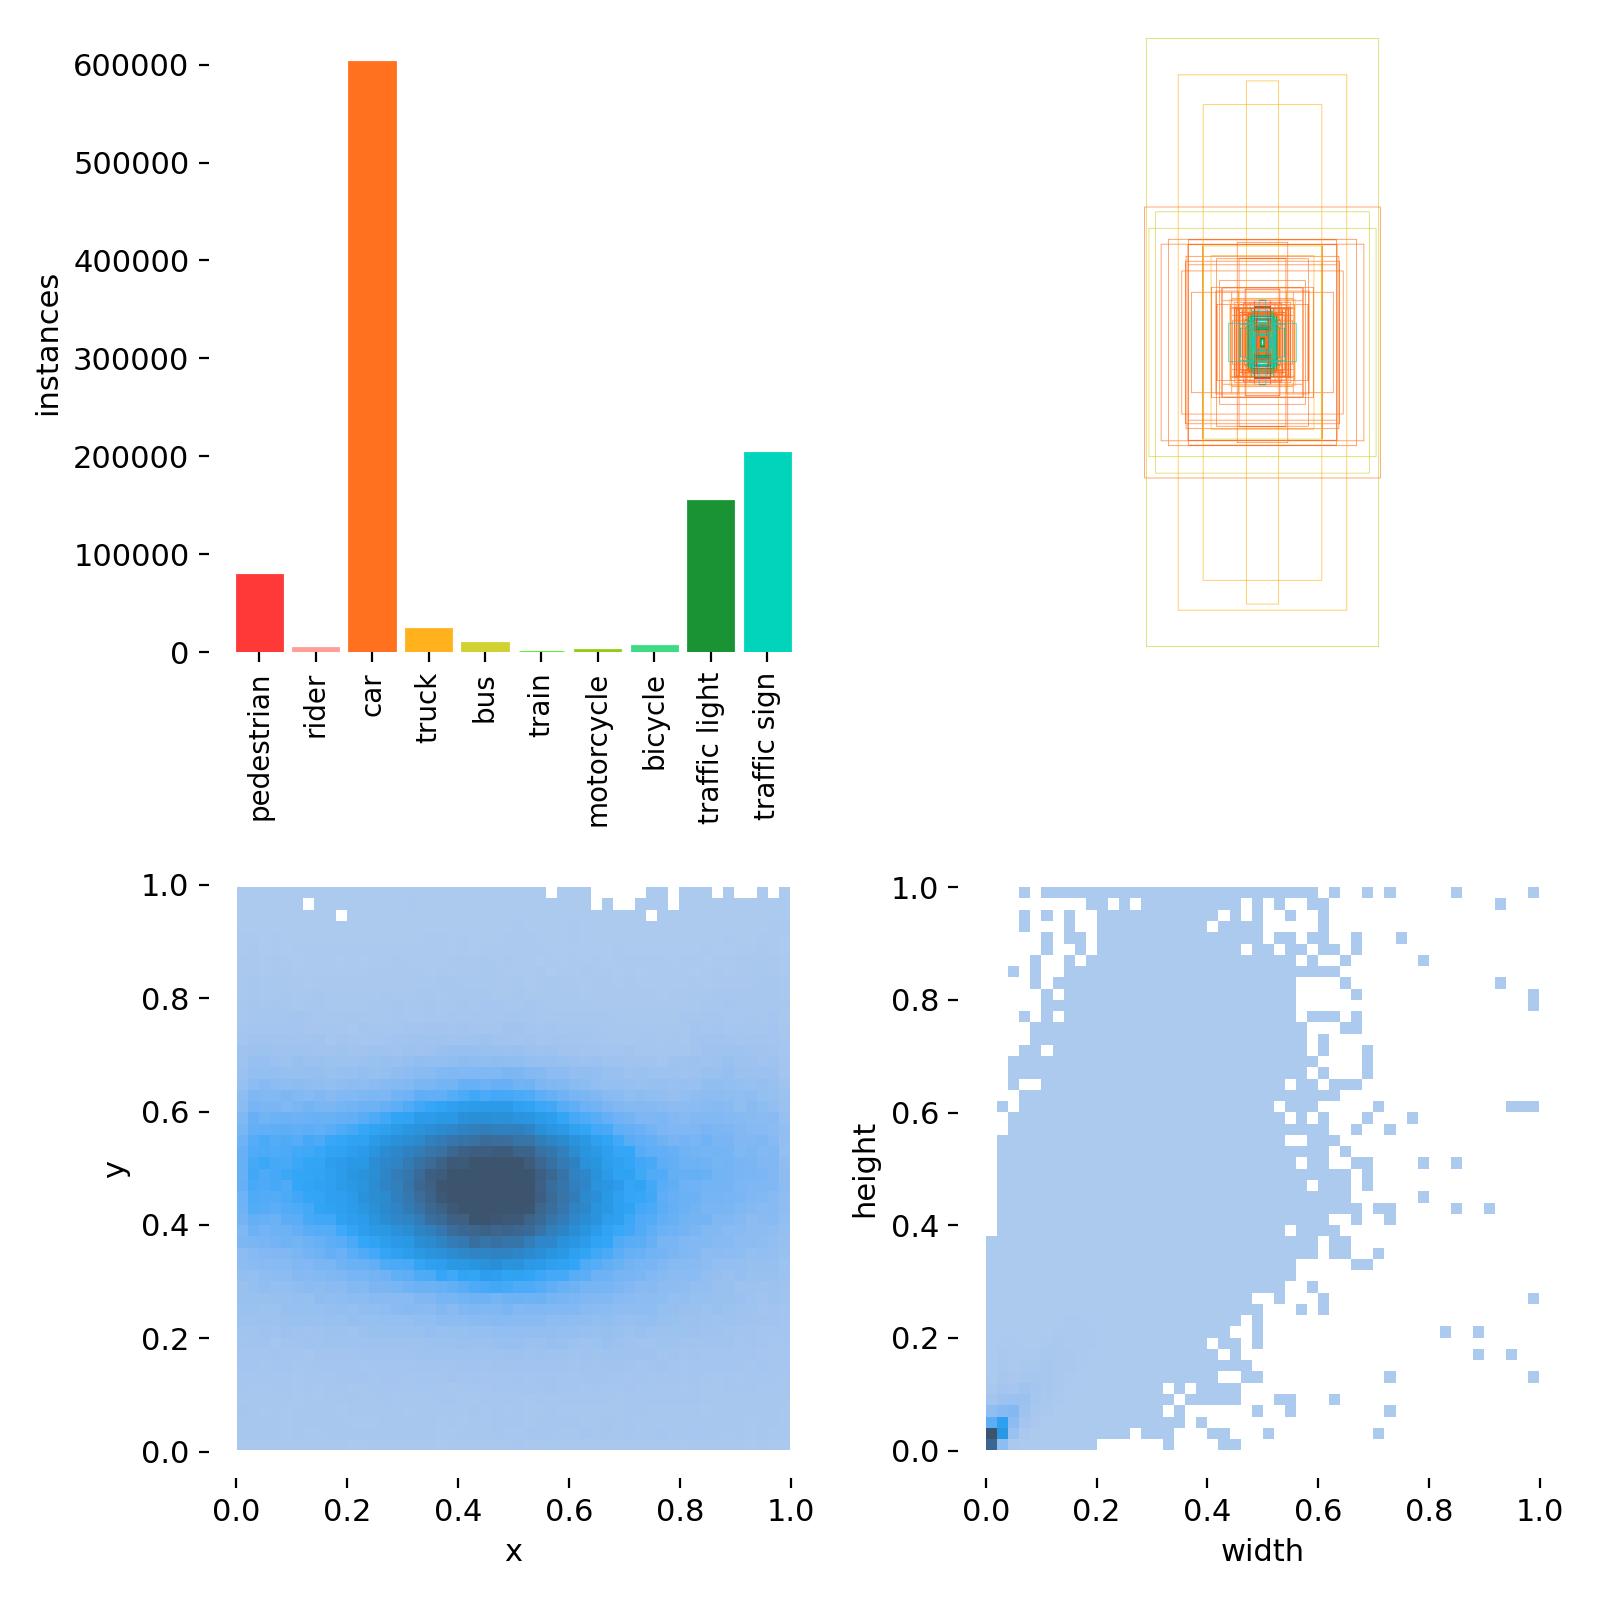 600000
500000
400000
300000
200000
100000
0
instances
pedestrian
rider
car
truck
bus
train
motorcycle
bicycle
traffic light
traffic sign
1.0
0.8
0.6
0.4
0.2
0.0
y
0.0 0.2 0.4 0.6 0.8 1.0
x
1.0
0.8
0.6
0.4
0.2
0.0
height
0.0 0.2 0.4 0.6 0.8 1.0
width